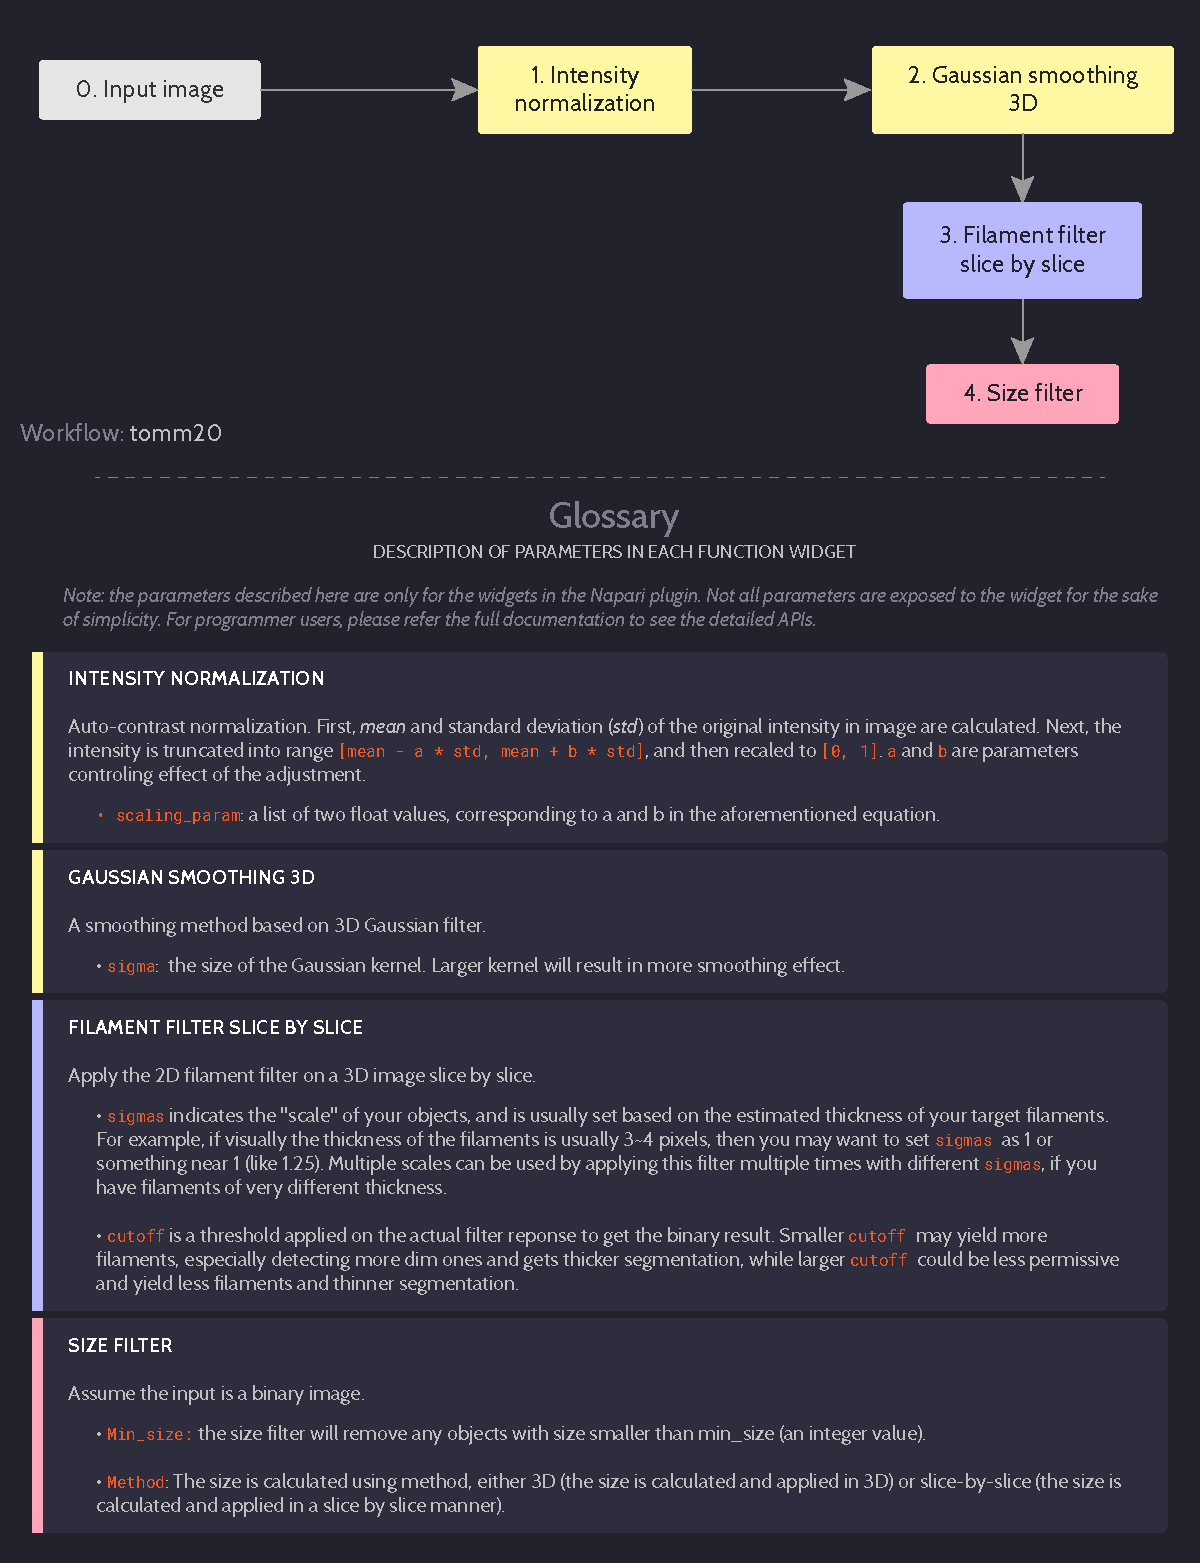 0. Input image
1. Intensity
normalization
2. Gaussian smoothing
3D
3. Filament filter
slice by slice
4. Size filter
Workflow: tomm20
Glossary
DESCRIPTION OF PARAMETERS IN EACH FUNCTION WIDGET
Note: the parameters described here are only for the widgets in the Napari plugin. Not all parameters are exposed to the widget for the sake
of simplicity. For programmer users, please refer the full documentation to see the detailed APIs.
INTENSITY NORMALIZATION
Auto-contrast normalization. First, mean and standard deviation (std) of the original intensity in image are calculated. Next, the
intensity is truncated into range [mean - a * std, mean + b * std], and then recaled to [0, 1]. a and b are parameters
controling effect of the adjustment.
• scaling_param: a list of two float values, corresponding to a and b in the aforementioned equation.
GAUSSIAN SMOOTHING 3D
A smoothing method based on 3D Gaussian filter.
• sigma: the size of the Gaussian kernel. Larger kernel will result in more smoothing effect.
FILAMENT FILTER SLICE BY SLICE
Apply the 2D filament filter on a 3D image slice by slice.
• sigmas indicates the "scale" of your objects, and is usually set based on the estimated thickness of your target filaments.
For example, if visually the thickness of the filaments is usually 3~4 pixels, then you may want to set sigmas as 1 or
something near 1 (like 1.25). Multiple scales can be used by applying this filter multiple times with different sigmas, if you
have filaments of very different thickness.
• cutoff is a threshold applied on the actual filter reponse to get the binary result. Smaller cutoff may yield more
filaments, especially detecting more dim ones and gets thicker segmentation, while larger cutoff could be less permissive
and yield less filaments and thinner segmentation.
SIZE FILTER
Assume the input is a binary image.
• Min_size: the size filter will remove any objects with size smaller than min_size (an integer value).
• Method: The size is calculated using method, either 3D (the size is calculated and applied in 3D) or slice-by-slice (the size is
calculated and applied in a slice by slice manner).